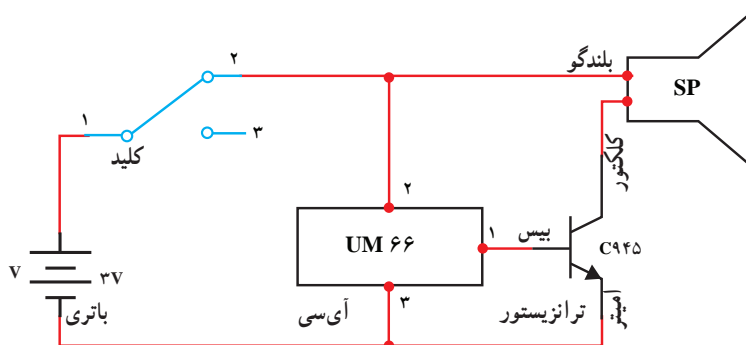 بلندگو
SP
۲
۱
۳
کلید
کلکتور
۲
UM ۶۶
۱
بیس
C۹۴۵
V
۳V
باتری
آی‌سی
۳
ترانزیستور
امیتر